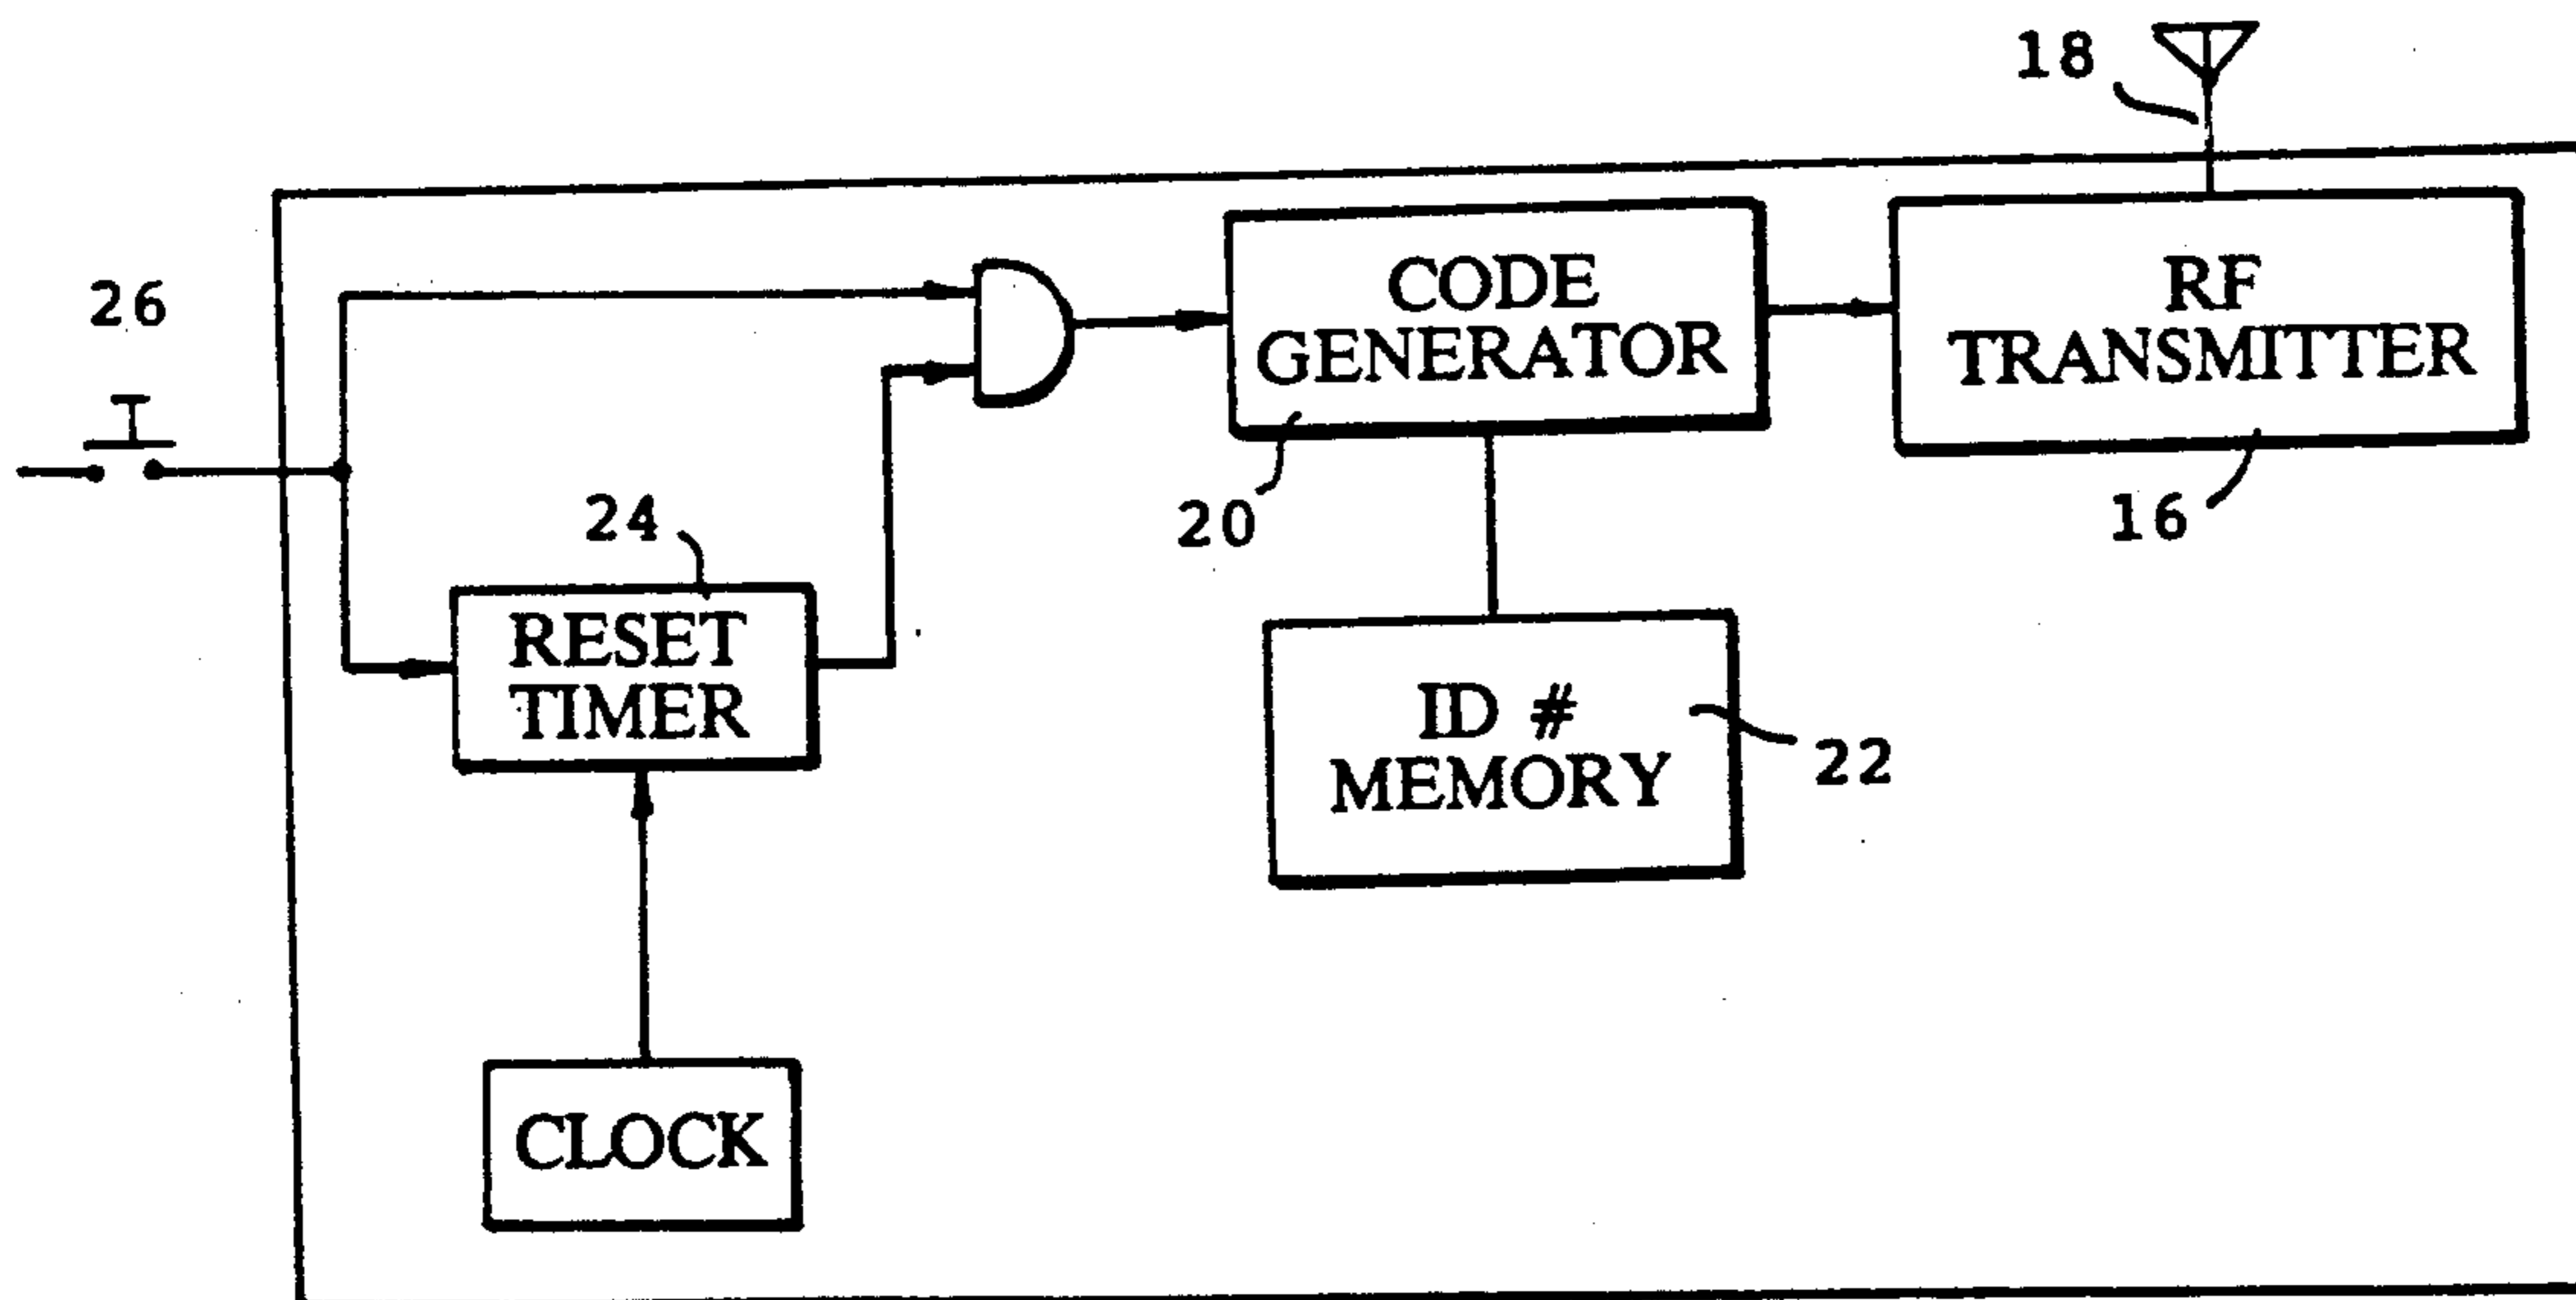 18
26
CODE
GENERATOR
RF
TRANSMITTER
24
20
16
RESET
TIMER
ID #
MEMORY
22
CLOCK